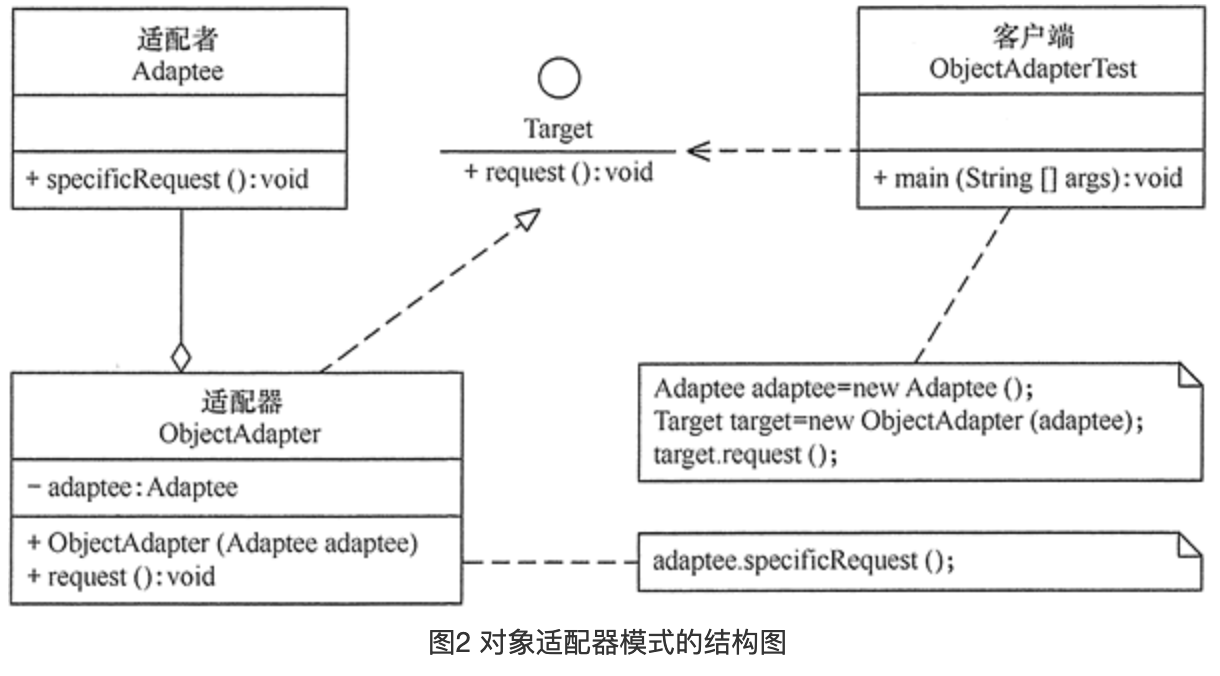 适配者
Adaptee
+ specificRequest ( ): void
Target
+ request ( ): void
客户端
ObjectAdapterTest
+ main (String [] args): void
适配器
ObjectAdapter
− adaptee: Adaptee
+ ObjectAdapter (Adaptee adaptee)
+ request ( ): void
Adaptee adaptee=new Adaptee ( );
Target target=new ObjectAdapter (adaptee);
target.request ( );
adaptee.specificRequest ( );
图2 对象适配器模式的结构图